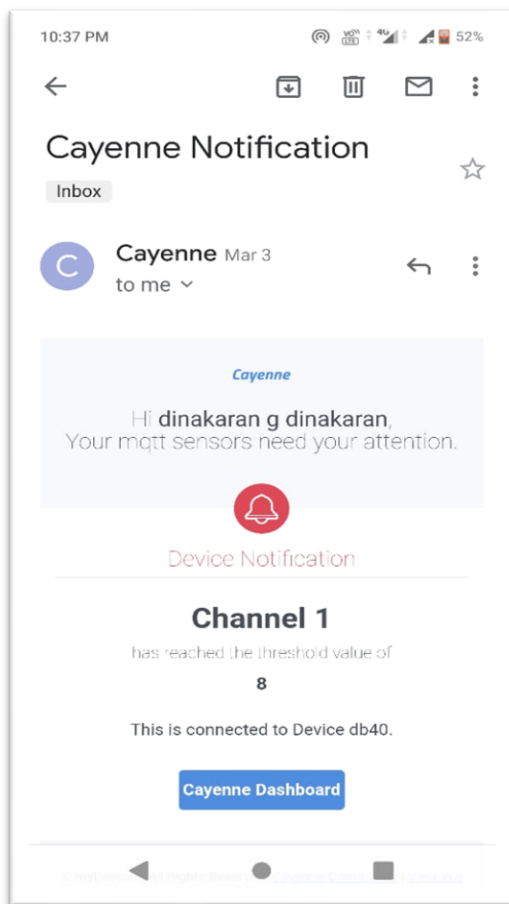 10:37 PM
4G
52%
Cayenne Notification
Inbox
C
Cayenne Mar 3
to me
Cayenne
Hi dinakaran g dinakaran,
Your mqtt sensors need your attention.
Device Notification
Channel 1
has reached the threshold value of
8
This is connected to Device db40.
Cayenne Dashboard